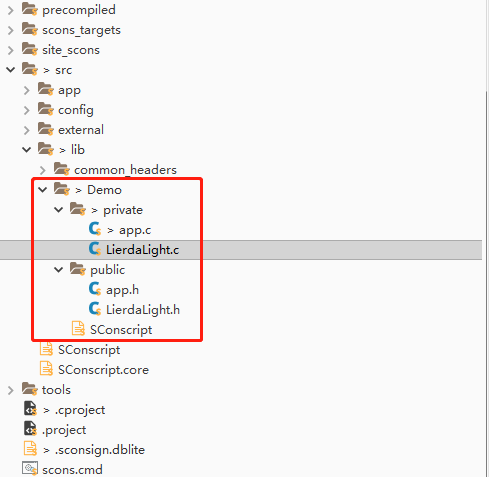 precompiled
scons_targets
site_scons
> src
app
config
external
> lib
common_headers
> Demo
> private
> app.c
LierdaLight.c
public
app.h
LierdaLight.h
SConscript
SConscript
SConscript.core
tools
> .cproject
.project
> .sconsign.dblite
scons.cmd